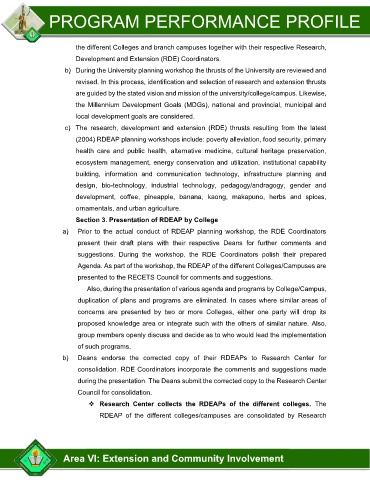 PROGRAM PERFORMANCE PROFILE
the different Colleges and branch campuses together with their respective Research,
Development and Extension (RDE) Coordinators.
b) During the University planning workshop the thrusts of the University are reviewed and
revised. In this process, identification and selection of research and extension thrusts
are guided by the stated vision and mission of the university/college/campus. Likewise,
the Millennium Development Goals (MDGs), national and provincial, municipal and
local development goals are considered.
c) The research, development and extension (RDE) thrusts resulting from the latest
(2004) RDEAP planning workshops include: poverty alleviation, food security, primary
health care and public health, alternative medicine, cultural heritage preservation,
ecosystem management, energy conservation and utilization, institutional capability
building, information and communication technology, infrastructure planning and
design, bio-technology, industrial technology, pedagogy/andragogy, gender and
development, coffee, pineapple, banana, kaong, makapuno, herbs and spices,
ornamentals, and urban agriculture.
Section 3. Presentation of RDEAP by College
a) Prior to the actual conduct of RDEAP planning workshop, the RDE Coordinators
present their draft plans with their respective Deans for further comments and
suggestions. During the workshop, the RDE Coordinators polish their prepared
Agenda. As part of the workshop, the RDEAP of the different Colleges/Campuses are
presented to the RECETS Council for comments and suggestions.
Also, during the presentation of various agenda and programs by College/Campus,
duplication of plans and programs are eliminated. In cases where similar areas of
concerns are presented by two or more Colleges, either one party will drop its
proposed knowledge area or integrate such with the others of similar nature. Also,
group members openly discuss and decide as to who would lead the implementation
of such programs.
b) Deans endorse the corrected copy of their RDEAPs to Research Center for
consolidation. RDE Coordinators incorporate the comments and suggestions made
during the presentation. The Deans submit the corrected copy to the Research Center
Council for consolidation.
❖ Research Center collects the RDEAPs of the different colleges. The
RDEAP of the different colleges/campuses are consolidated by Research
Area VI: Extension and Community Involvement